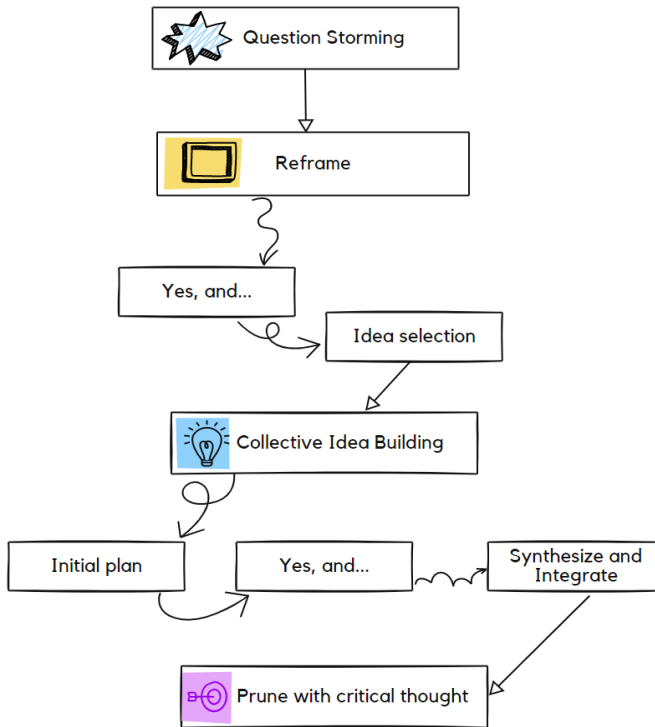 Question Storming
Reframe
Yes, and...
Idea selection
Collective Idea Building
Initial plan
Yes, and...
Synthesize and
Integrate
Prune with critical thought